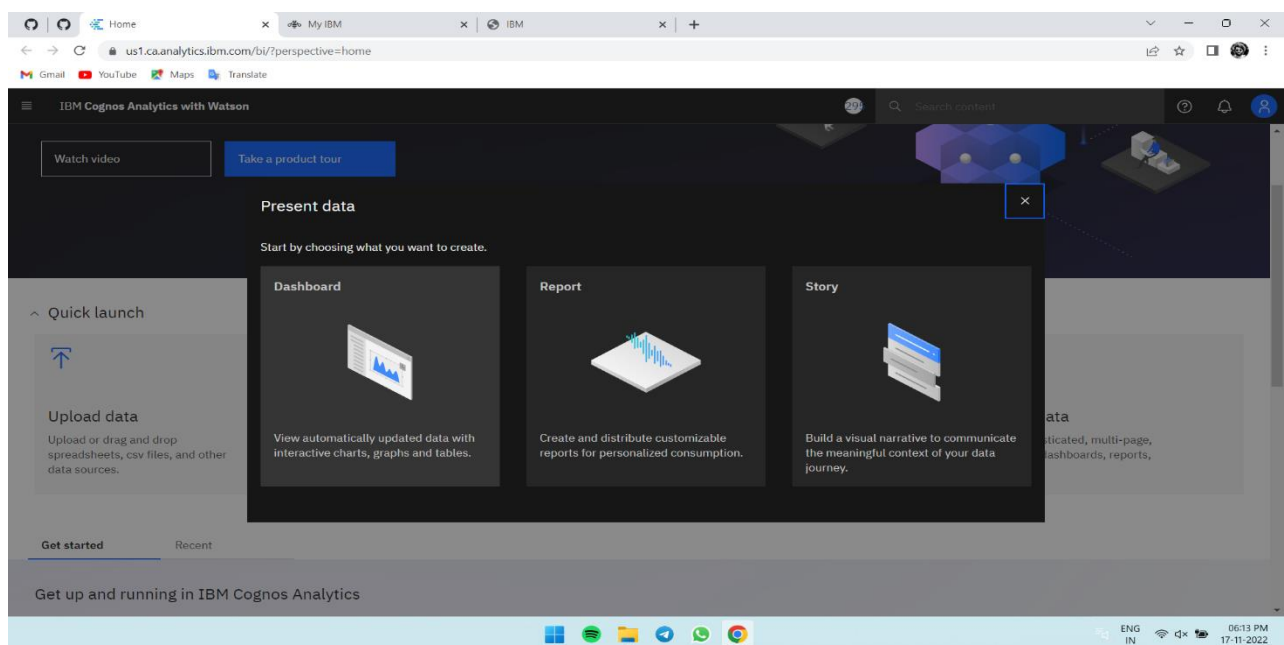 Home
My IBM
IBM
us1.ca.analytics.ibm.com/bi/?perspective=home
Gmail YouTube Maps Translate
IBM Cognos Analytics with Watson
Search content
Watch video
Take a product tour
Present data
Start by choosing what you want to create.
Dashboard
View automatically updated data with
interactive charts, graphs and tables.
Report
Create and distribute customizable
reports for personalized consumption.
Story
Build a visual narrative to communicate
the meaningful context of your data
journey.
Quick launch
Upload data
Upload or drag and drop
spreadsheets, csv files, and other
data sources.
ata
ticated, multi-page,
ashboards, reports,
Get started
Recent
Get up and running in IBM Cognos Analytics
ENG
IN
06:13 PM
17-11-2022